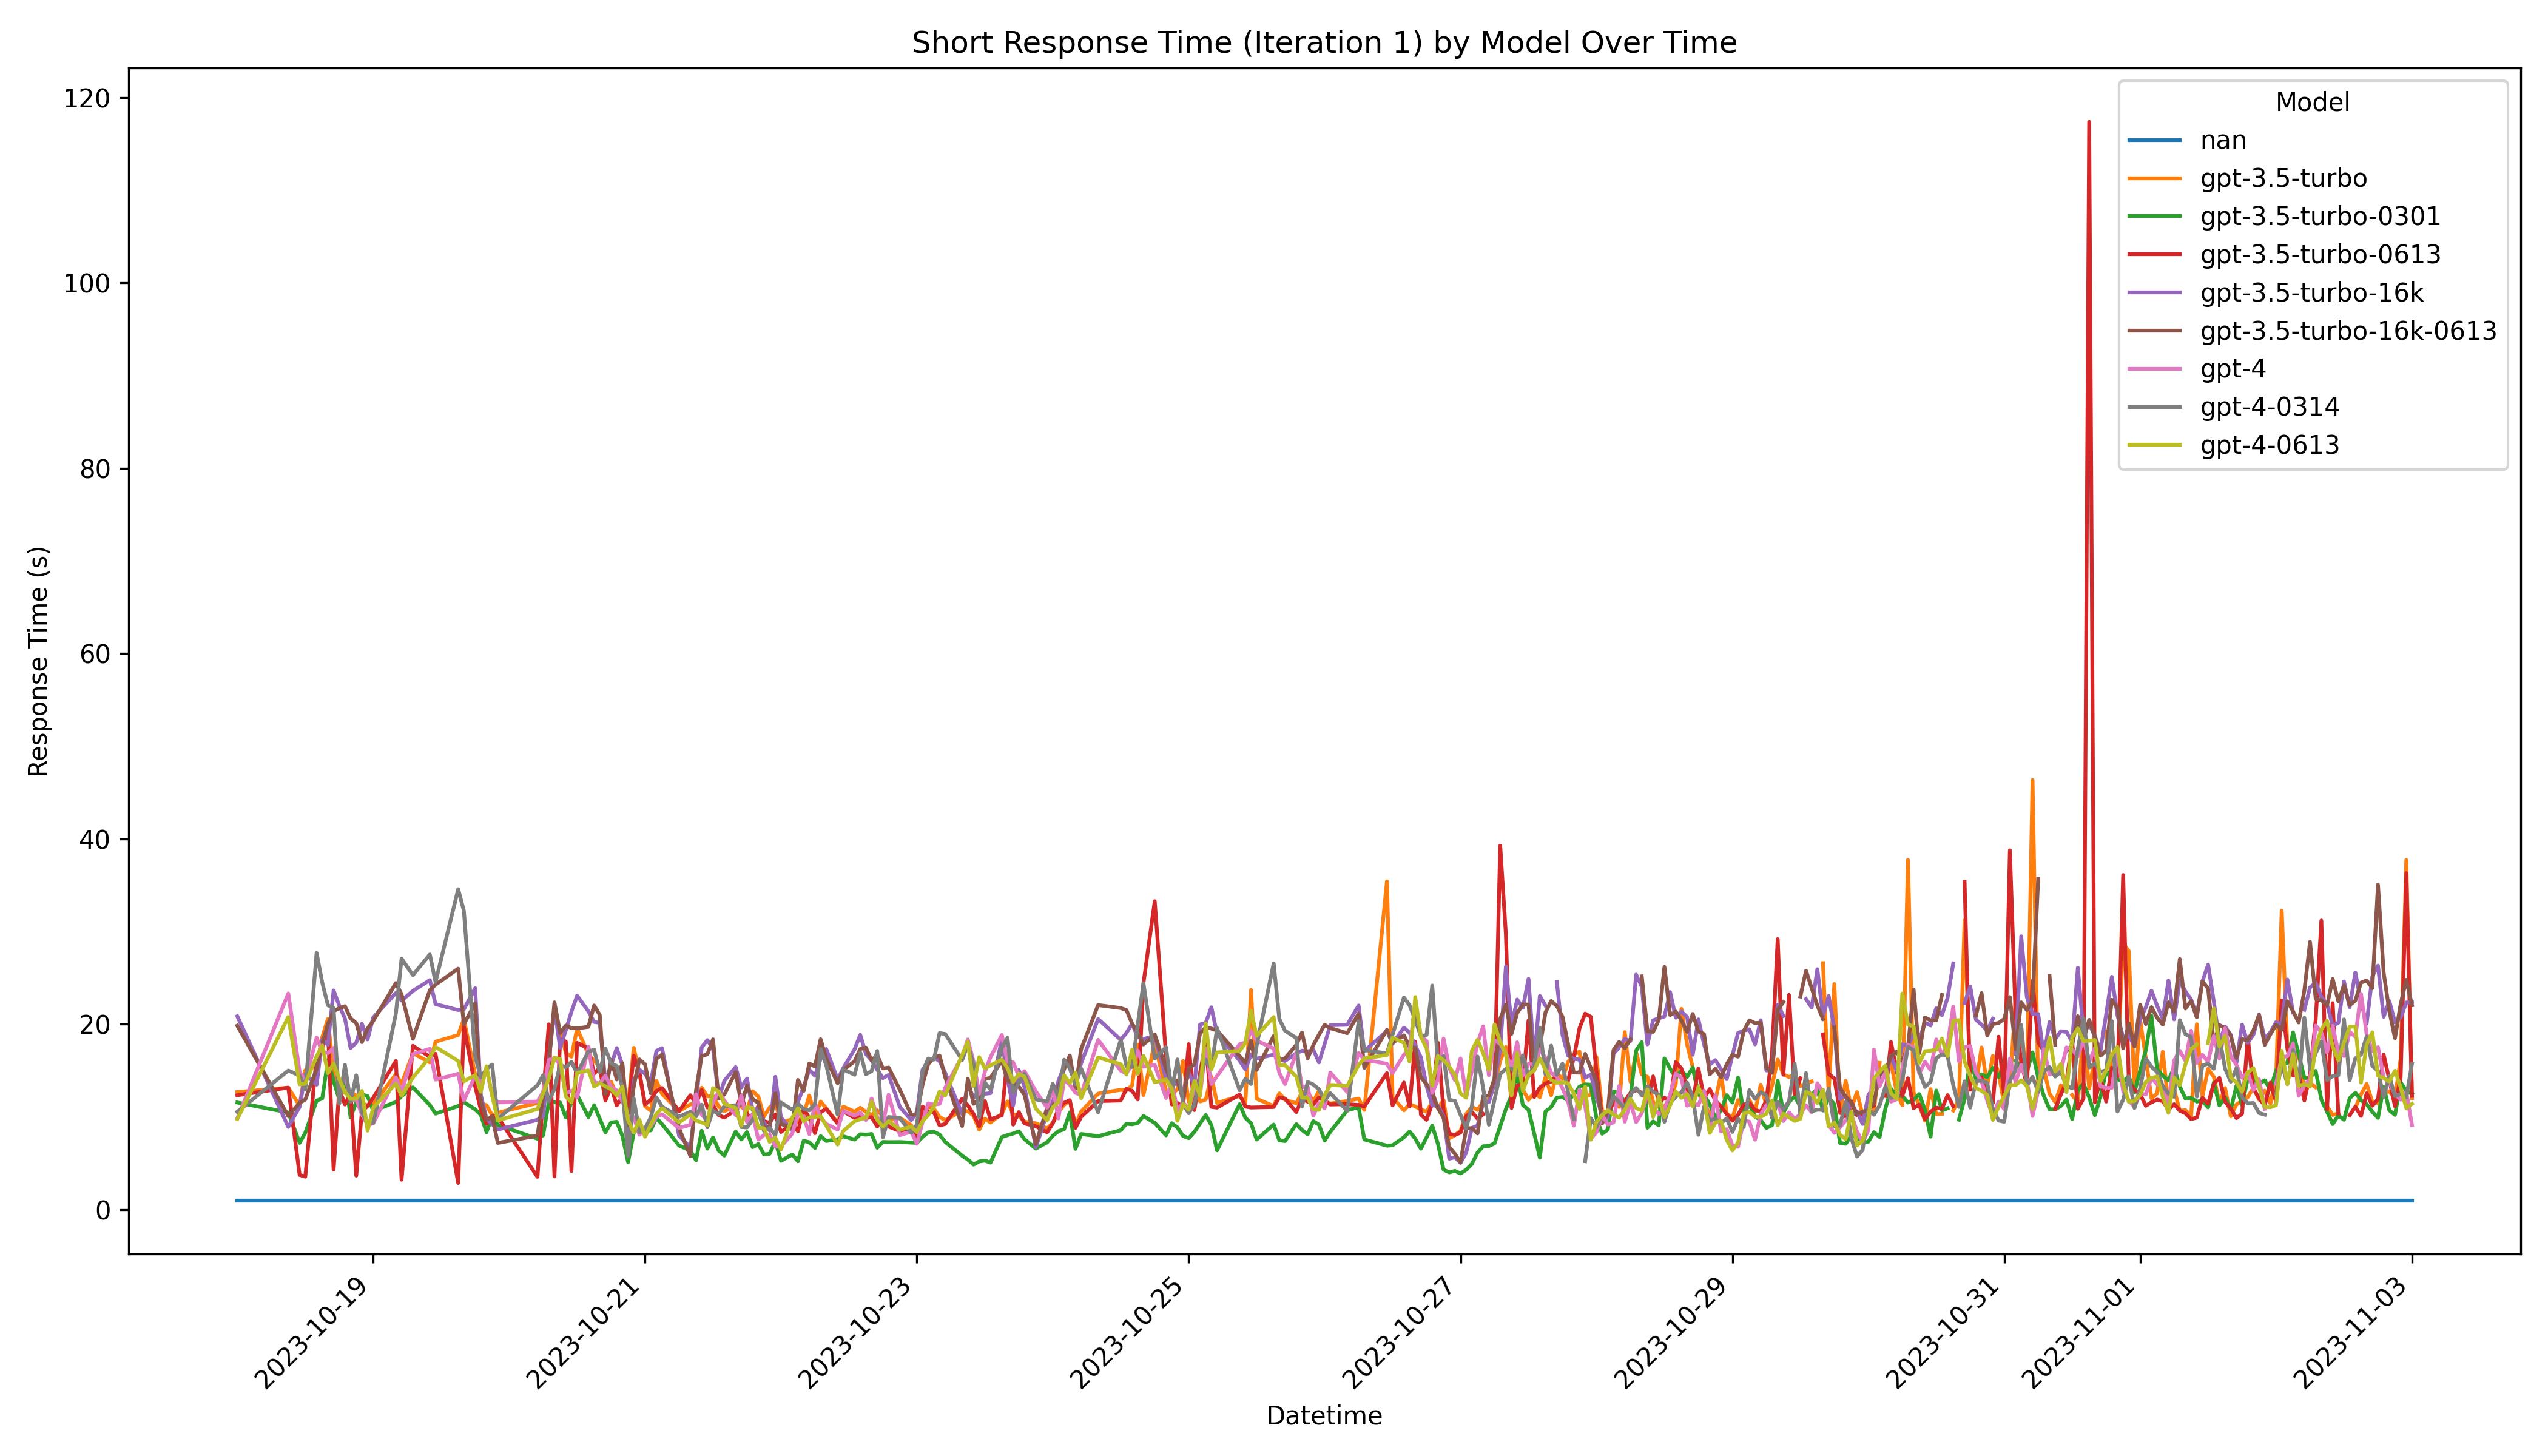 Short Response Time (Iteration 1) by Model Over Time
Model
nan
gpt-3.5-turbo
gpt-3.5-turbo-0301
gpt-3.5-turbo-0613
gpt-3.5-turbo-16k
gpt-3.5-turbo-16k-0613
gpt-4
gpt-4-0314
gpt-4-0613
Response Time (s)
120
100
80
60
40
20
0
2023-10-19
2023-10-21
2023-10-23
2023-10-25
2023-10-27
2023-10-29
2023-10-31
2023-11-01
2023-11-03
Datetime